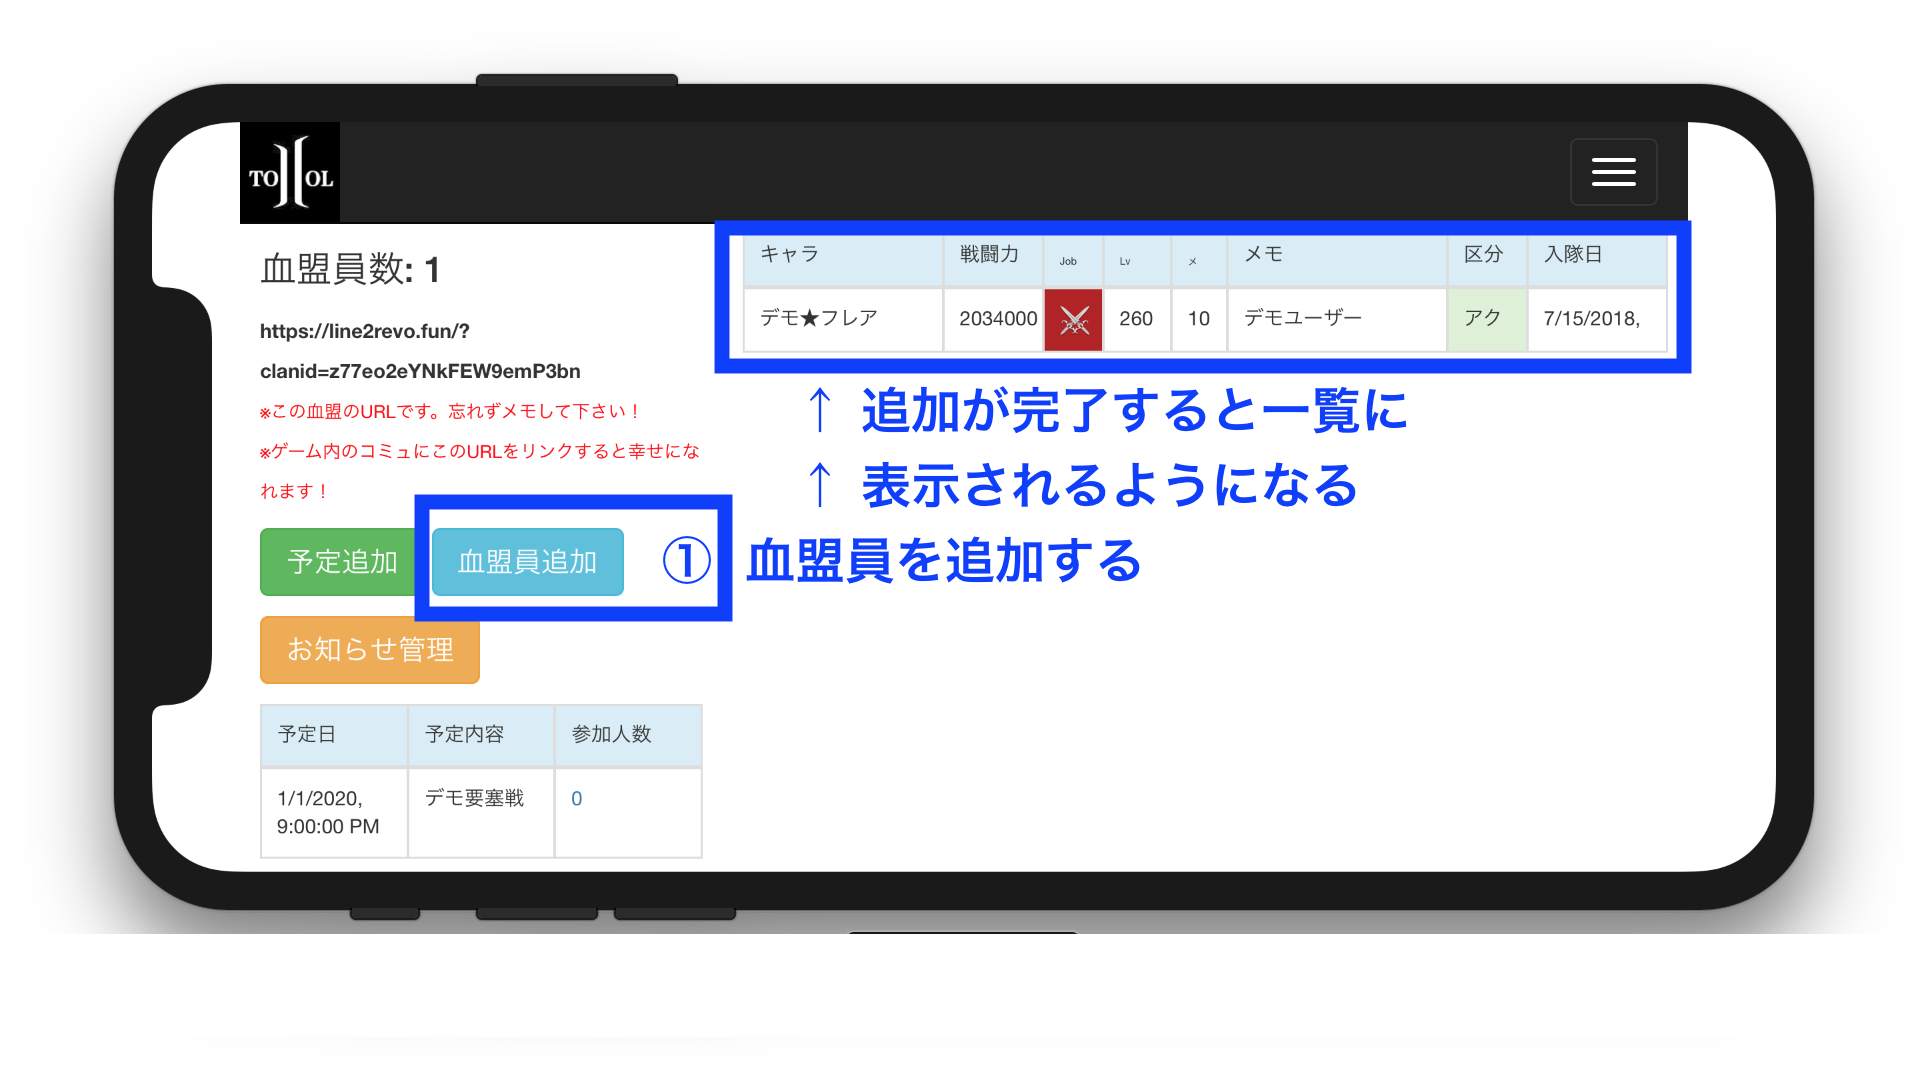 TO OL
血盟員数: 1
https://line2revo.fun/?
clanid=z77eo2eYNkFEW9emP3bn
※この血盟のURLです。忘れずメモして下さい！
※ゲーム内のコミュにこのURLをリンクすると幸せにな
れます！
予定追加 血盟員追加 ① 血盟員を追加する
お知らせ管理
予定日 予定内容 参加人数
1/1/2020, デモ要塞戦 0
9:00:00 PM
キャラ 戦闘力 Job Lv メ メモ 区分 入隊日
デモ★フレア 2034000 260 10 デモユーザー アク 7/15/2018,
↑ 追加が完了すると一覧に
↑ 表示されるようになる